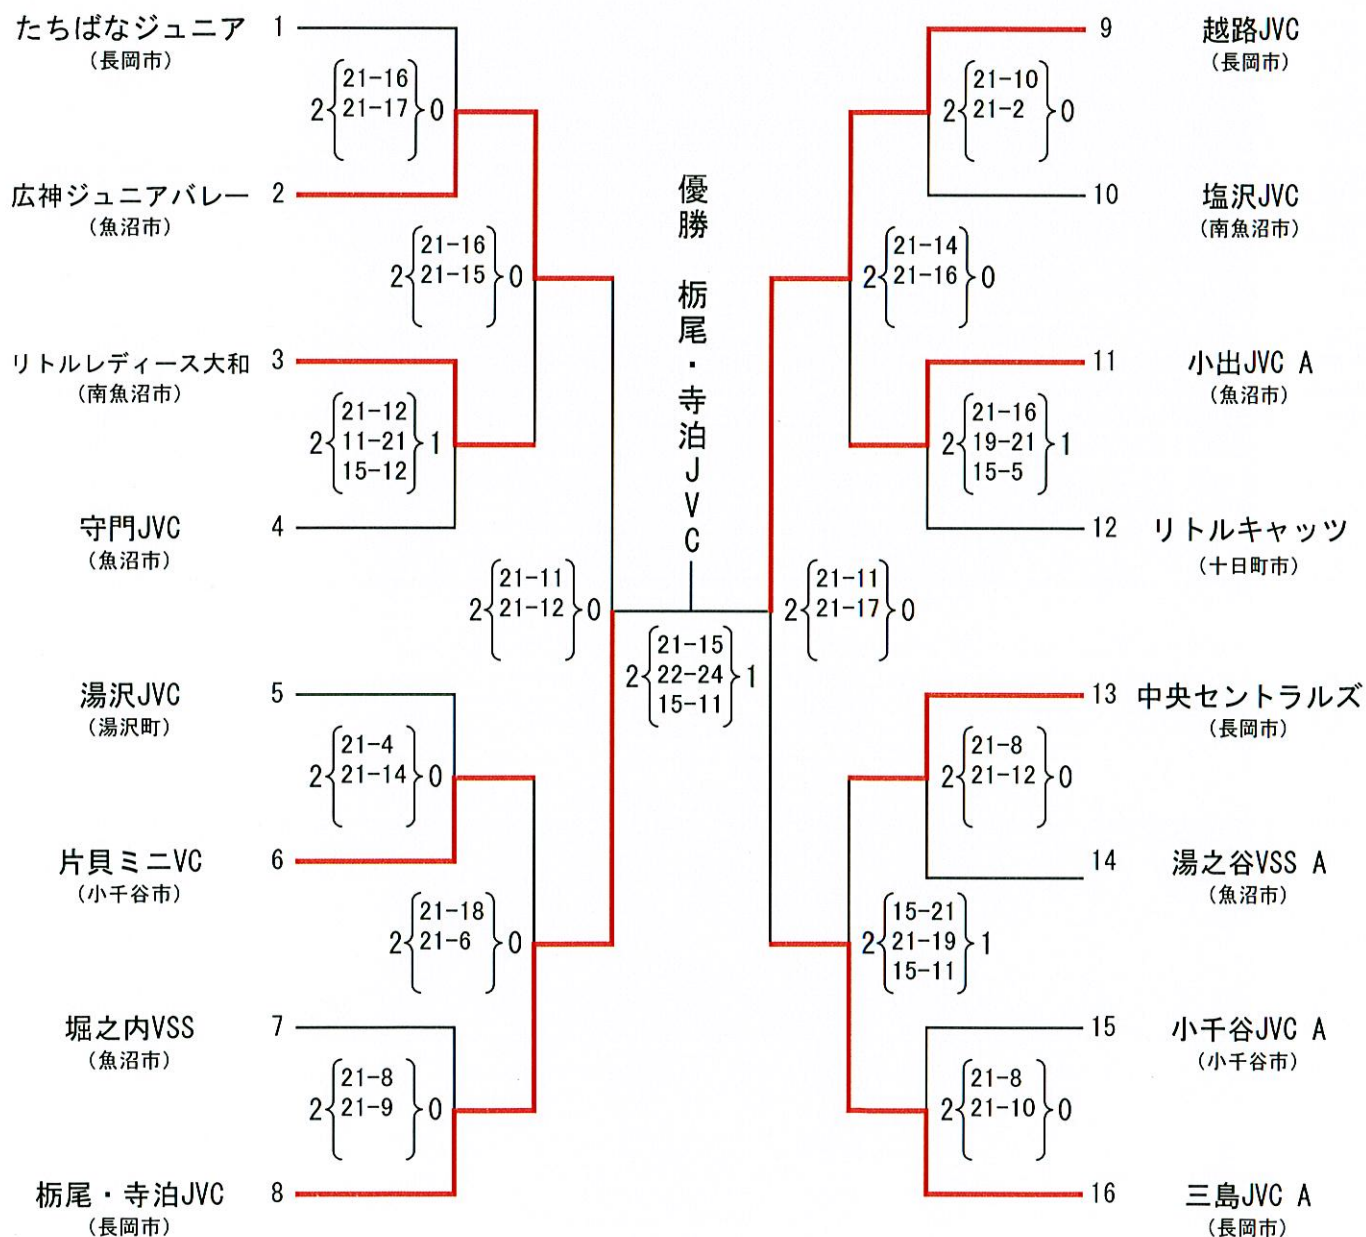 たちばなジュニア 1
(長岡市)
2 21-16 0
21-17
広神ジュニアバレー 2
(魚沼市)
2 21-16 0
21-15
リトルレディース大和 3
(南魚沼市)
2 21-12 1
11-21
15-12
守門JVC 4
(魚沼市)
2 21-11 0
21-12
湯沢JVC 5
(湯沢町)
2 21-4 0
21-14
片貝ミニVC 6
(小千谷市)
2 21-18 0
21-6
堀之内VSS 7
(魚沼市)
2 21-8 0
21-9
栃尾・寺泊JVC 8
(長岡市)
優勝 栃尾・寺泊JVC
2 21-15 1
22-24
15-11
9 越路JVC
(長岡市)
2 21-10 0
21-2
10 塩沢JVC
(南魚沼市)
2 21-14 0
21-16
11 小出JVC A
(魚沼市)
2 21-16 1
19-21
15-5
12 リトルキャッツ
(十日町市)
2 21-11 0
21-17
13 中央セントラルズ
(長岡市)
2 21-8 0
21-12
14 湯之谷VSS A
(魚沼市)
2 15-21 1
21-19
15-11
15 小千谷JVC A
(小千谷市)
2 21-8 0
21-10
16 三島JVC A
(長岡市)